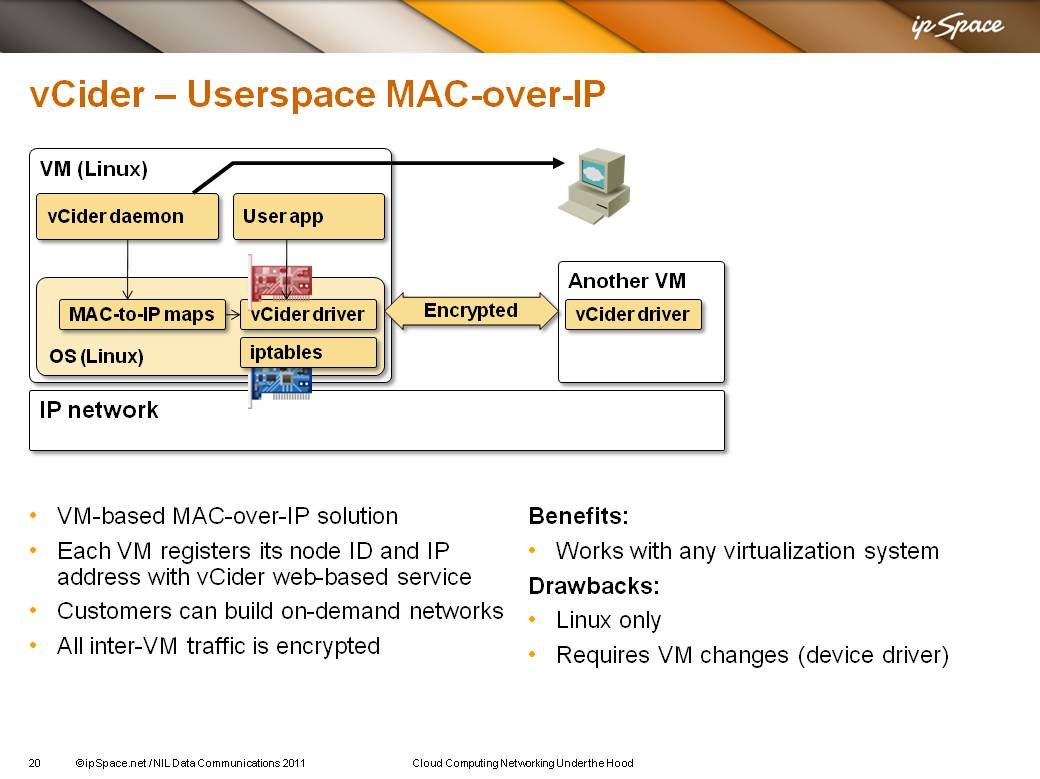 ipSpace
vCider – Userspace MAC-over-IP
VM (Linux)
vCider daemon
User app
Another VM
MAC-to-IP maps
vCider driver
Encrypted
vCider driver
OS (Linux)
iptables
IP network
• VM-based MAC-over-IP solution
• Each VM registers its node ID and IP
address with vCider web-based service
• Customers can build on-demand networks
• All inter-VM traffic is encrypted
Benefits:
• Works with any virtualization system
Drawbacks:
• Linux only
• Requires VM changes (device driver)
20
© ipSpace.net / NIL Data Communications 2011
Cloud Computing Networking Under the Hood